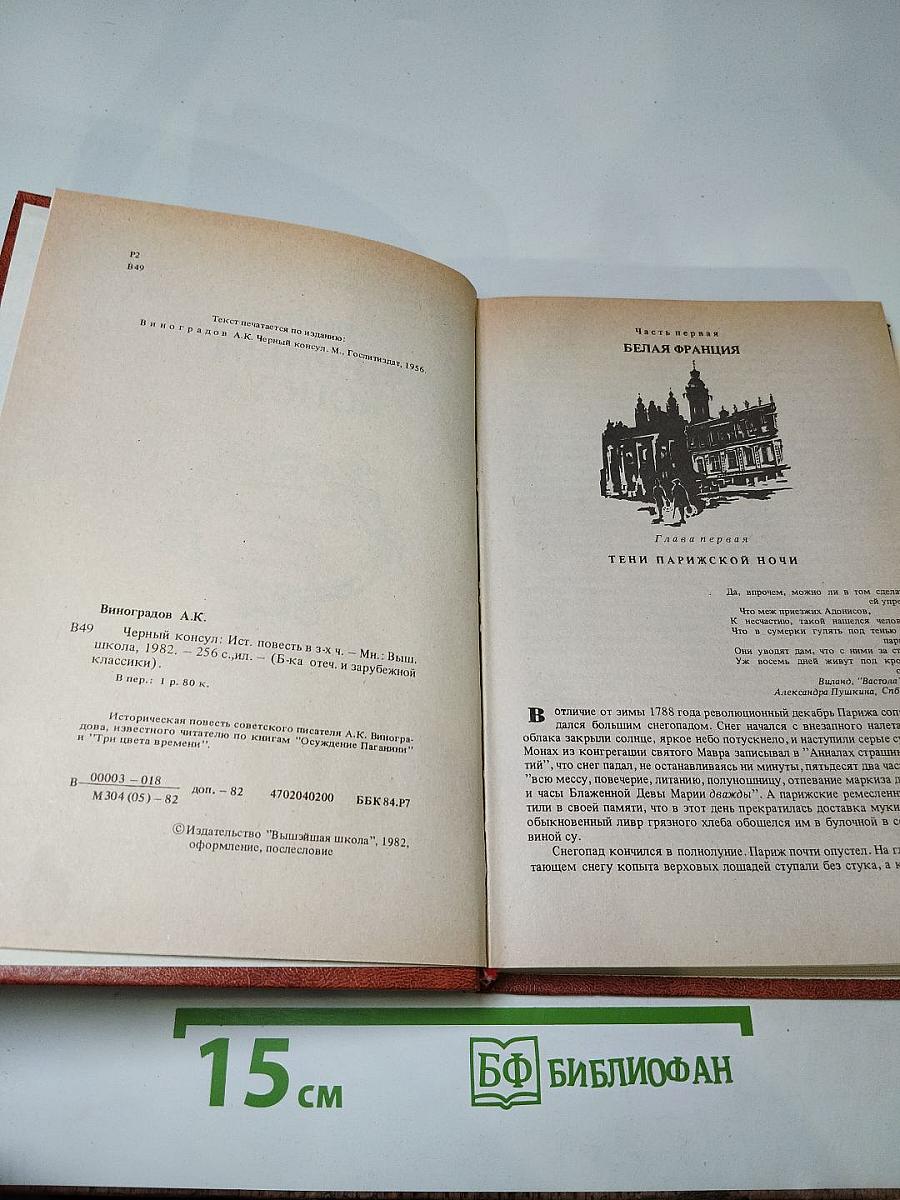 Р2
В49
Текст печатается по изданию:
Виноградов А.К. Черный консул. М., Гослитиздат, 1956.
Виноградов А.К.
В49 Черный консул: Ист. повесть в 3-х ч. – Мн.: Выш.
школа, 1982. – 256 с.,ил. – (Б-ка отеч. и зарубежной
классики).
В пер.: 1 р. 80 к.
Историческая повесть советского писателя А.К. Виногра-
дова, известного читателю по книгам "Осуждение Паганини"
и "Три цвета времени".
В 00003 – 018
М304 (05) – 82 доп. – 82 4702040200 ББК 84.Р7
©Издательство "Вышэйшая школа", 1982,
оформление, послесловие
Часть первая
БЕЛАЯ ФРАНЦИЯ
Глава первая
ТЕНИ ПАРИЖСКОЙ НОЧИ
Да, впрочем, можно ли в том
ей
Что меж приезжих Адонисов,
К несчастию, такой нашелся
Что в сумерки гулять под тенью
Они уводят дам, что с ними за
Уж восемь дней живут под
Виланд, "Вастола"
Александра Пушкина, Спб
В отличие от зимы 1788 года революционный декабрь Парижа
дался большим снегопадом. Снег начался с внезапного
облака закрыли солнце, яркое небо потускнело, и наступили серые
Монах из конгрегации святого Мавра записывал в "Анналах
тий", что снег падал, не останавливаясь ни минуты, пятьдесят два
"всю мессу, повечерие, литанию, полунощницу, отпевание маркиза
и часы Блаженной Девы Марии дважды". А парижские
тили в своей памяти, что в этот день прекратилась доставка муки
обыкновенный ливр грязного хлеба обошелся им в булочной в
виной су.
Снегопад кончился в полнолуние. Париж почти опустел. На
тающем снегу копыта верховых лошадей ступали без стука, а
15 см
БФ БИБЛИОФАН